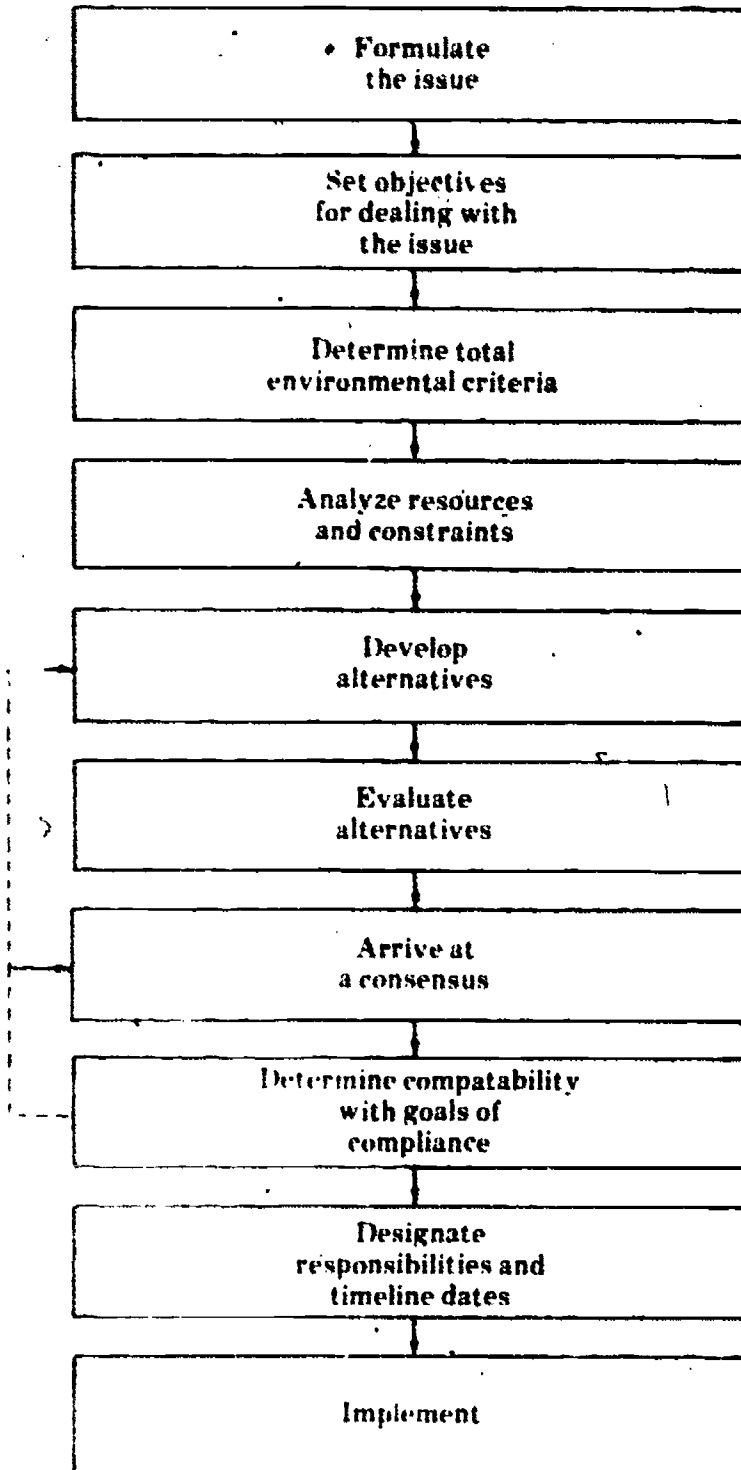 Formulate
the issue
Set objectives
for dealing with
the issue
Determine total
environmental criteria
Analyze resources
and constraints
Develop
alternatives
Evaluate
alternatives
Arrive at
a consensus
Determine compatability
with goals of
compliance
Designate
responsibilities and
timeline dates
Implement